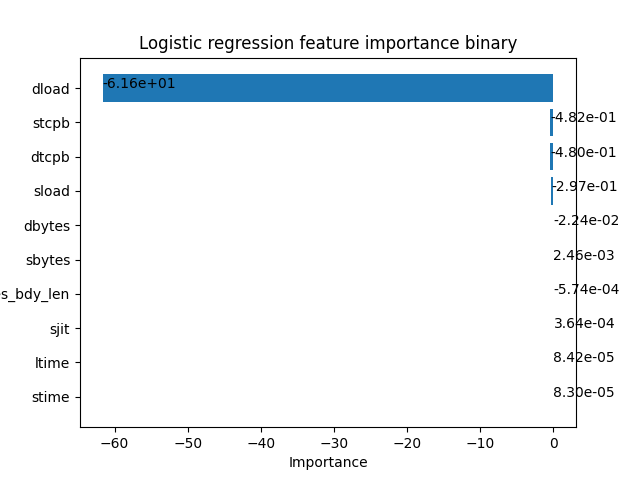 Logistic regression feature importance binary
dload -6.16e+01
stcpb -4.82e-01
dtcpb -4.80e-01
sload -2.97e-01
dbytes -2.24e-02
sbytes 2.46e-03
s_bdy_len -5.74e-04
sjit 3.64e-04
ltime 8.42e-05
stime 8.30e-05
−60 −50 −40 −30 −20 −10 0
Importance